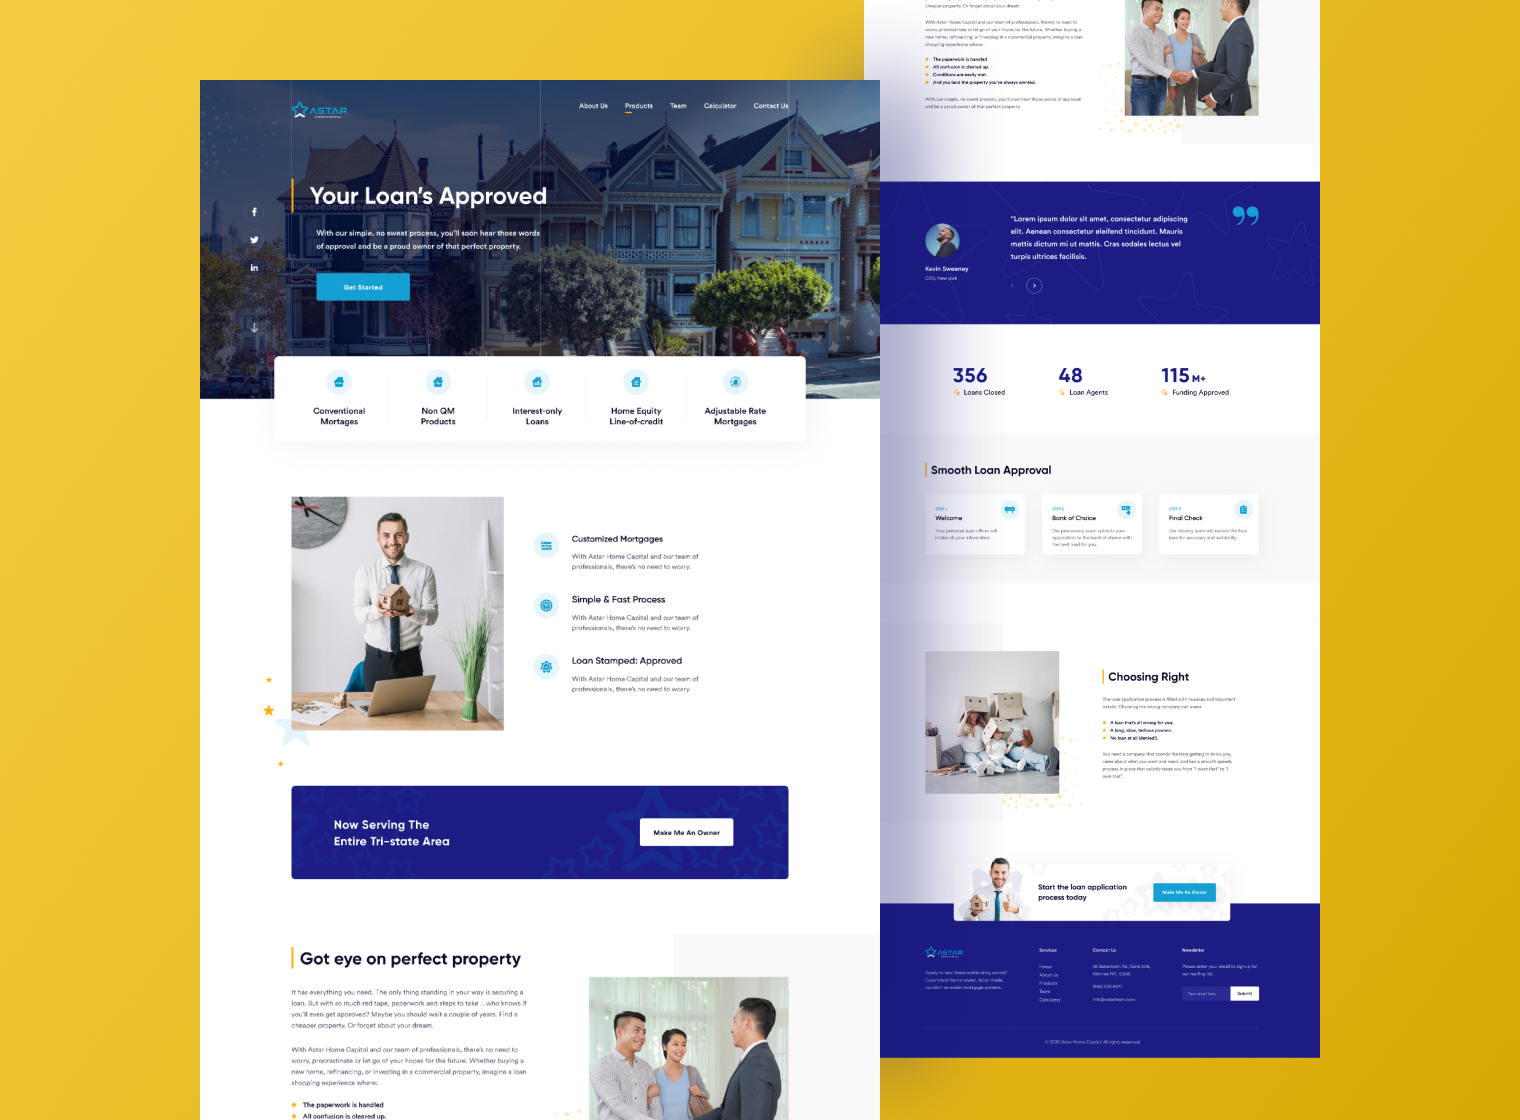 ASTAR
About Us
Products
Team
Calculator
Contact Us
Your Loan's Approved
With our simple, no sweat process, you'll soon hear those words
of approval and be a proud owner of that perfect property.
Get Started
Conventional
Mortages
Non QM
Products
Interest-only
Loans
Home Equity
Line-of-credit
Adjustable Rate
Mortgages
Customized Mortgages
With Astar Home Capital and our team of
professionals, there's no need to worry.
Simple & Fast Process
With Astar Home Capital and our team of
professionals, there's no need to worry.
Loan Stamped: Approved
With Astar Home Capital and our team of
professionals, there's no need to worry.
Now Serving The
Entire Tri-state Area
Make Me An Owner
Got eye on perfect property
It has everything you need. The only thing standing in your way is securing a
loan. But with so much red tape, paperwork and steps to take ...who knows if
you'll even get approved? Maybe you should wait a couple of years. Find a
cheaper property. Or forget about your dream.
With Astar Home Capital and our team of professionals, there's no need to
worry, procrastinate or let go of your hopes for the future. Whether buying a
new home, refinancing, or investing in a commercial property, imagine a loan
shopping experience where:
The paperwork is handled
All confusion is cleared up.
cheaper property. Or forget about your dream.
With Astar Home Capital and our team of professionals, there's no need to
worry, procrastinate or let go of your hopes for the future. Whether buying a
new home, refinancing, or investing in a commercial property, imagine a loan
shopping experience where:
The paperwork is handled
All confusion is cleared up.
Conditions are easily met
And you land the property you've always wanted.
With our simple, no sweat process, you'll soon hear those words of approval
and be a proud owner of that perfect property.
"Lorem ipsum dolor sit amet, consectetur adipiscing
elit. Aenean consectetur eleifend tincidunt. Mauris
mattis dictum mi ut mattis. Cras sodales lectus vel
turpis ultrices facilisis.
Kevin Sweeney
CEO, New york
356
Loans Closed
48
Loan Agents
115 M+
Funding Approved
Smooth Loan Approval
STEP 1
Welcome
Your personal loan officer will
intake all your information
STEP 2
Bank of Choice
Our processing team submits your
application to the bank of choice with
the best load for you.
STEP 3
Final Check
Our closing team will review the final
loan for accuracy and suitability
Choosing Right
The loan application process is filled with nuances and important
details. Choosing the wrong company can mean:
A loan that's all wrong for you.
A long, slow, tedious process.
No loan at all (denied!).
You need a company that spends the time getting to know you,
cares about what you want and need, and has a smooth speedy
process in place that quickly takes you from "I want that" to "I
own that".
Start the loan application
process today
Make Me An Owner
ASTAR
Ready to hear those exhilarating words?
Experience the no-sweat, tailor-made,
couldn't-be-easier mortgage process.
Services
Home
About Us
Products
Team
Calculator
Contact Us
Monroe NY, 10950
info@astarteam.com
Newsletter
Please enter your email to sign up for
our mailing list.
Your email here
Submit
© 2020 Astar Home Capital All rights reserved